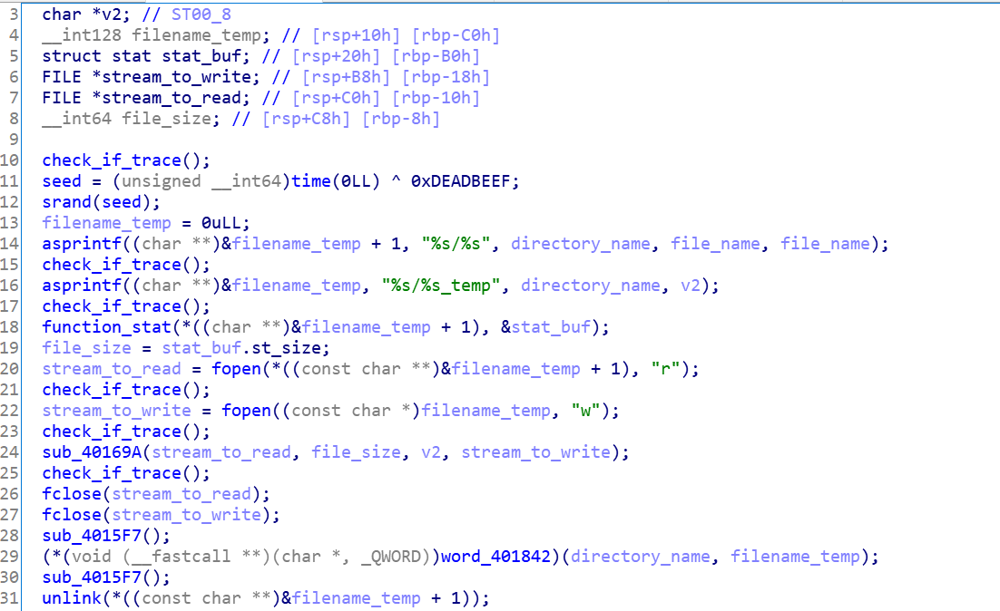 3 char *v2; // ST00_8
4 __int128 filename_temp; // [rsp+10h] [rbp-C0h]
5 struct stat stat_buf; // [rsp+20h] [rbp-B0h]
6 FILE *stream_to_write; // [rsp+B8h] [rbp-18h]
7 FILE *stream_to_read; // [rsp+C0h] [rbp-10h]
8 __int64 file_size; // [rsp+C8h] [rbp-8h]
9
10 check_if_trace();
11 seed = (unsigned __int64)time(0LL) ^ 0xDEADBEEF;
12 srand(seed);
13 filename_temp = 0uLL;
14 asprintf((char **)&filename_temp + 1, "%s/%s", directory_name, file_name, file_name);
15 check_if_trace();
16 asprintf((char **)&filename_temp, "%s/%s_temp", directory_name, v2);
17 check_if_trace();
18 function_stat(*((char **)&filename_temp + 1), &stat_buf);
19 file_size = stat_buf.st_size;
20 stream_to_read = fopen(*((const char **)&filename_temp + 1), "r");
21 check_if_trace();
22 stream_to_write = fopen((const char *)filename_temp, "w");
23 check_if_trace();
24 sub_40169A(stream_to_read, file_size, v2, stream_to_write);
25 check_if_trace();
26 fclose(stream_to_read);
27 fclose(stream_to_write);
28 sub_4015F7();
29 (*(void (__fastcall **)(char *, _QWORD))word_401842)(directory_name, filename_temp);
30 sub_4015F7();
31 unlink(*((const char **)&filename_temp + 1));